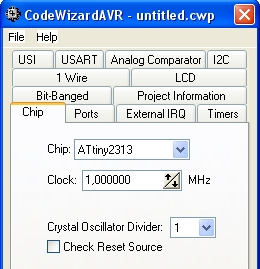 CodeWizardAVR - untitled.cwp
File Help
USI USART Analog Comparator I2C
1 Wire LCD
Bit-Banged Project Information
Chip Ports External IRQ Timers
Chip: ATtiny2313
Clock: 1,000000 MHz
Crystal Oscillator Divider: 1
Check Reset Source